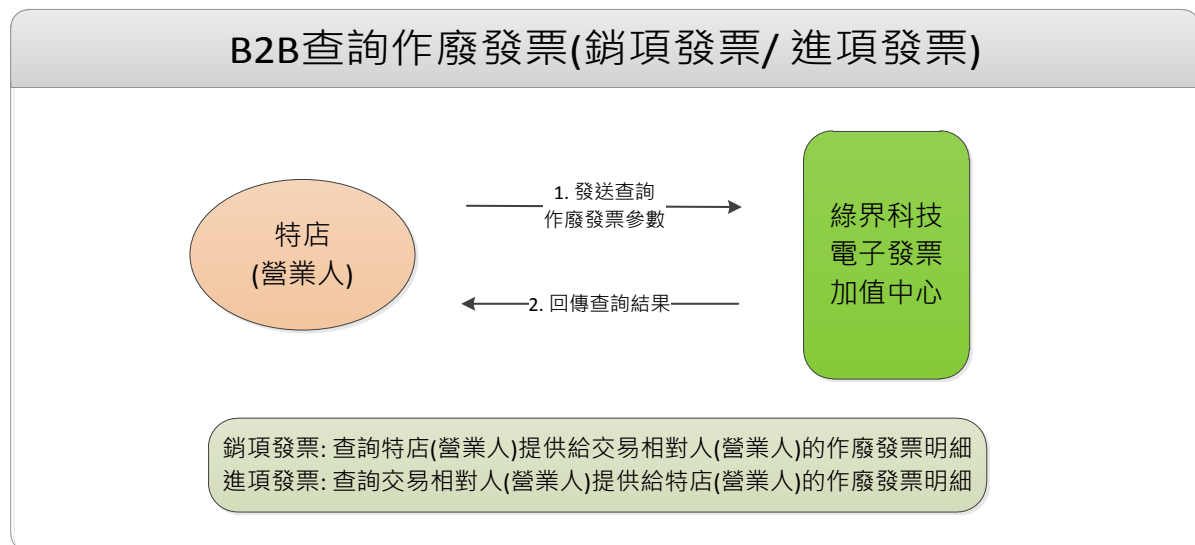 B2B查詢作廢發票(銷項發票/ 進項發票)
特店
(營業人)
1. 發送查詢
作廢發票參數
2. 回傳查詢結果
綠界科技
電子發票
加值中心
銷項發票: 查詢特店(營業人)提供給交易相對人(營業人)的作廢發票明細
進項發票: 查詢交易相對人(營業人)提供給特店(營業人)的作廢發票明細